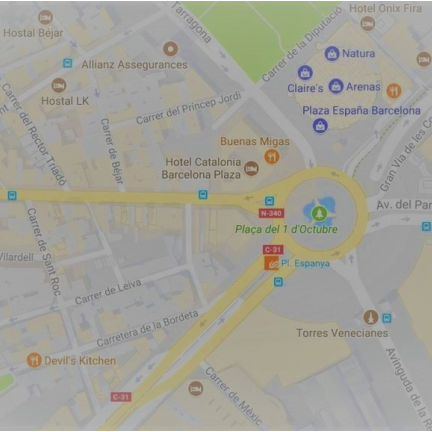 Hostal Béjar
Tarragona
Hotel Onix Fira
Allianz Assegurances
Carrer de la Diputació
Natura
Hostal LK
Claire's
Arenas
Carrer del Príncep Jordi
Plaza España Barcelona
Carrer del Rector Triadó
Carrer de Béjar
Buenas Migas
Hotel Catalonia
Barcelona Plaza
Gran Via de les Co
N-340
Av. del Par
Plaça del 1 d'Octubre
C-31
Pl. Espanya
Vilardell
Carrer de Sant Roc
Carrer de Leiva
Carretera de la Bordeta
Torres Venecianes
Devil's Kitchen
Avinguda de la Re
C-31
Carrer de Mèxic